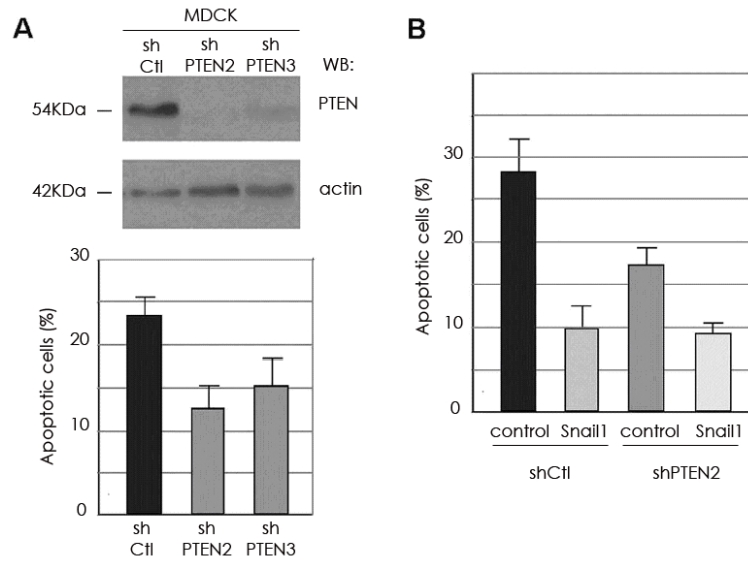 A
MDCK
sh
Ctl
sh
PTEN2
sh
PTEN3
WB:
54KDa
PTEN
42KDa
actin
Apoptotic cells (%)
30
20
10
0
sh
Ctl
sh
PTEN2
sh
PTEN3
B
Apoptotic cells (%)
30
20
10
0
control Snail1 control Snail1
shCtl shPTEN2